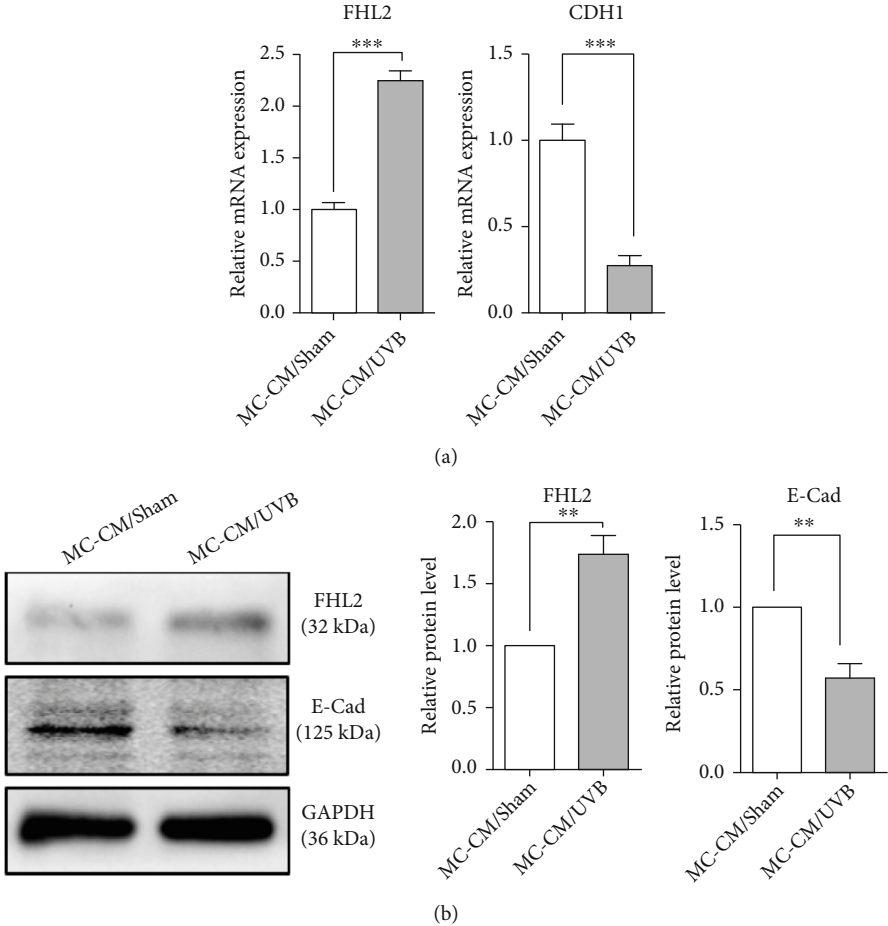 FHL2
***
Relative mRNA expression
2.5
2.0
1.5
1.0
0.5
0.0
MC-CM/Sham
MC-CM/UVB
CDH1
***
Relative mRNA expression
1.5
1.0
0.5
0.0
MC-CM/Sham
MC-CM/UVB
(a)
MC-CM/Sham
MC-CM/UVB
FHL2
(32 kDa)
E-Cad
(125 kDa)
GAPDH
(36 kDa)
FHL2
**
Relative protein level
2.0
1.5
1.0
0.5
0.0
MC-CM/Sham
MC-CM/UVB
E-Cad
**
Relative protein level
1.5
1.0
0.5
0.0
MC-CM/Sham
MC-CM/UVB
(b)